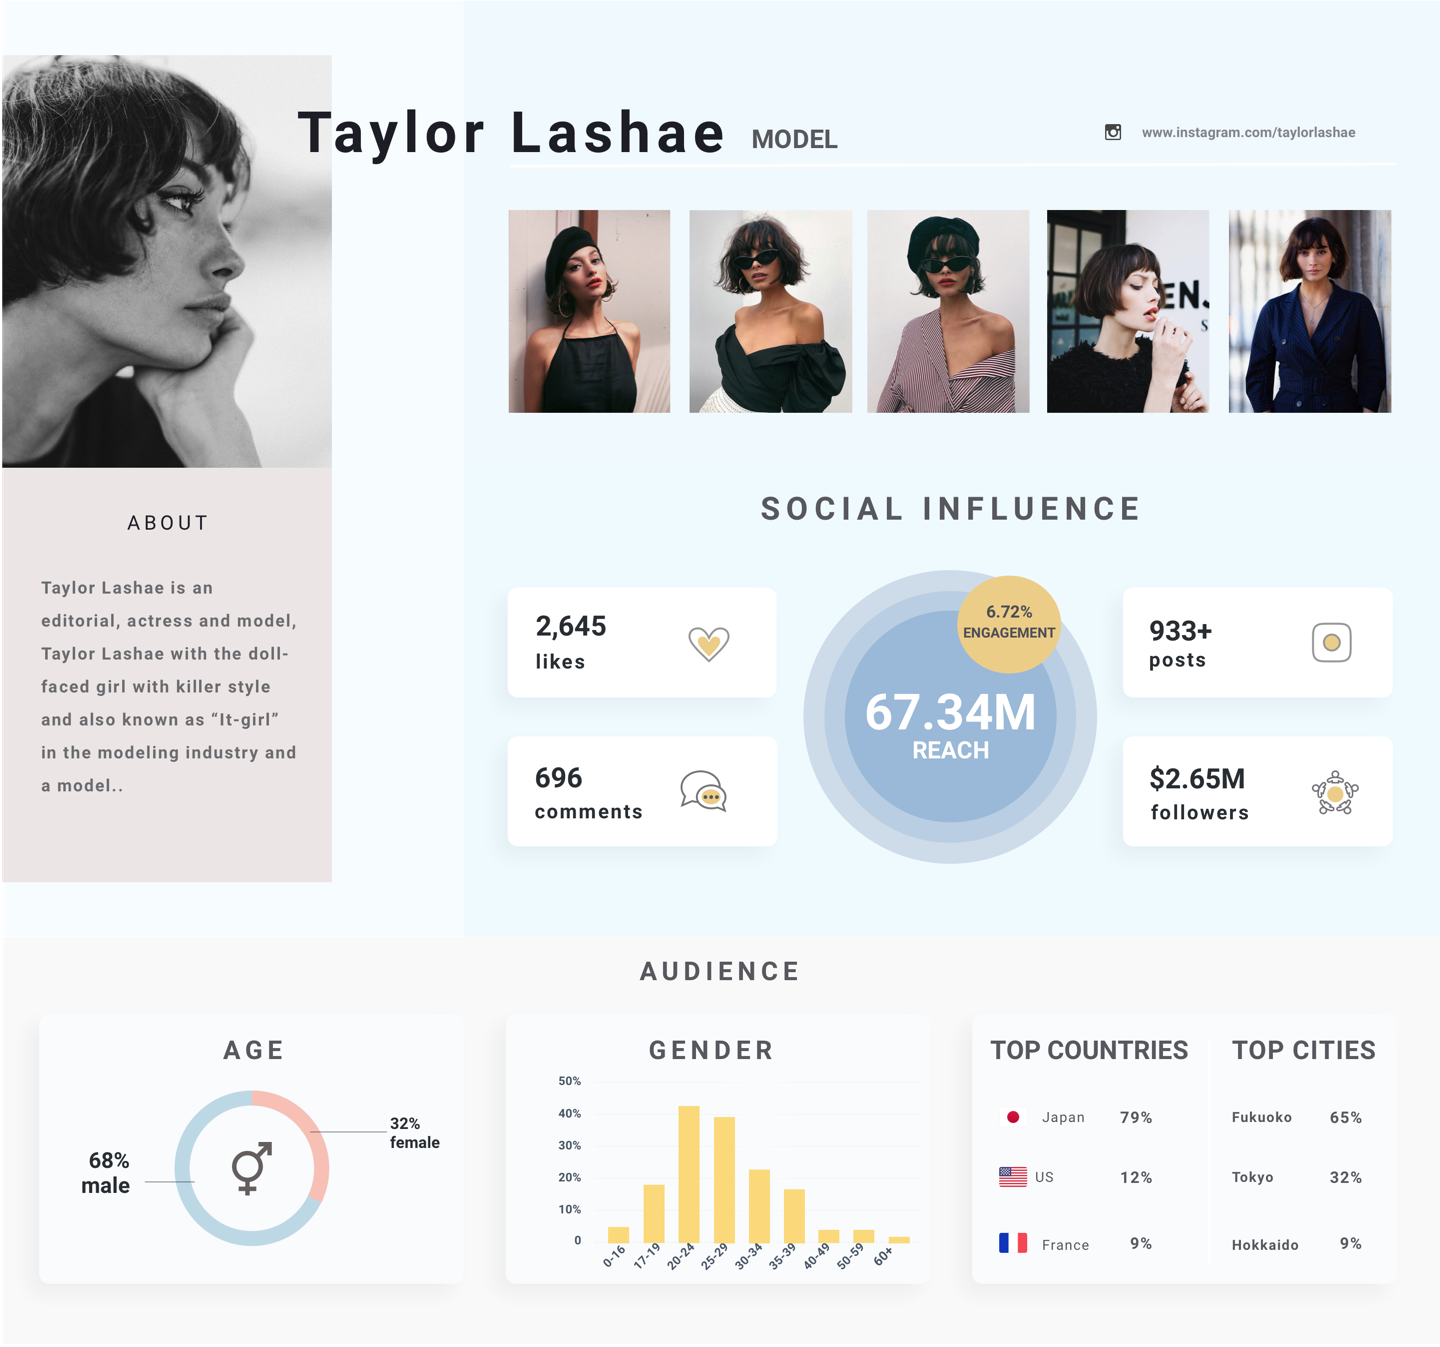 Taylor Lashae MODEL
www.instagram.com/taylorlashae
ENJ
S
ABOUT
Taylor Lashae is an
editorial, actress and model,
Taylor Lashae with the doll-
faced girl with killer style
and also known as “It-girl”
in the modeling industry and
a model..
SOCIAL INFLUENCE
2,645
likes
696
comments
6.72%
ENGAGEMENT
67.34M
REACH
933+
posts
$2.65M
followers
AUDIENCE
AGE
68%
male
32%
female
GENDER
50%
40%
30%
20%
10%
0
0-16
17-19
20-24
25-29
30-34
35-39
40-49
50-59
60+
TOP COUNTRIES
Japan 79%
US 12%
France 9%
TOP CITIES
Fukuoko 65%
Tokyo 32%
Hokkaido 9%